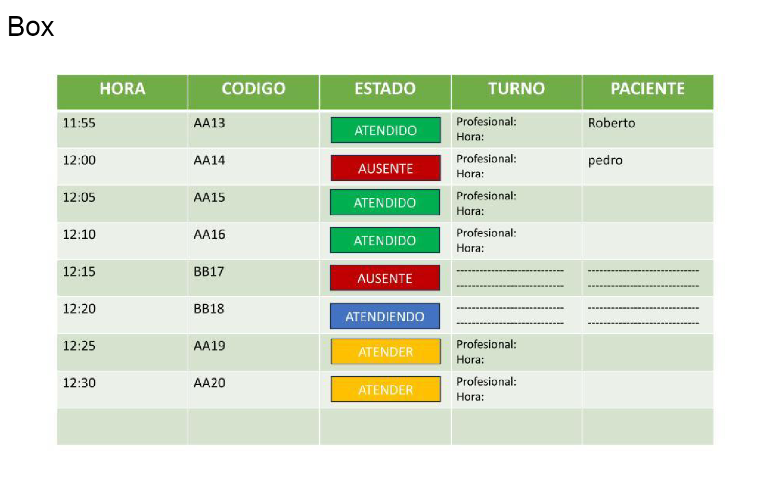 Box
HORA CODIGO ESTADO TURNO PACIENTE
11:55 AA13 ATENDIDO Profesional: Roberto
Hora:
12:00 AA14 AUSENTE Profesional: pedro
Hora:
12:05 AA15 ATENDIDO Profesional:
Hora:
12:10 AA16 ATENDIDO Profesional:
Hora:
12:15 BB17 AUSENTE ---------------------------- ----------------------------
---------------------------- ----------------------------
12:20 BB18 ATENDIENDO ---------------------------- ----------------------------
---------------------------- ----------------------------
12:25 AA19 ATENDER Profesional:
Hora:
12:30 AA20 ATENDER Profesional:
Hora: